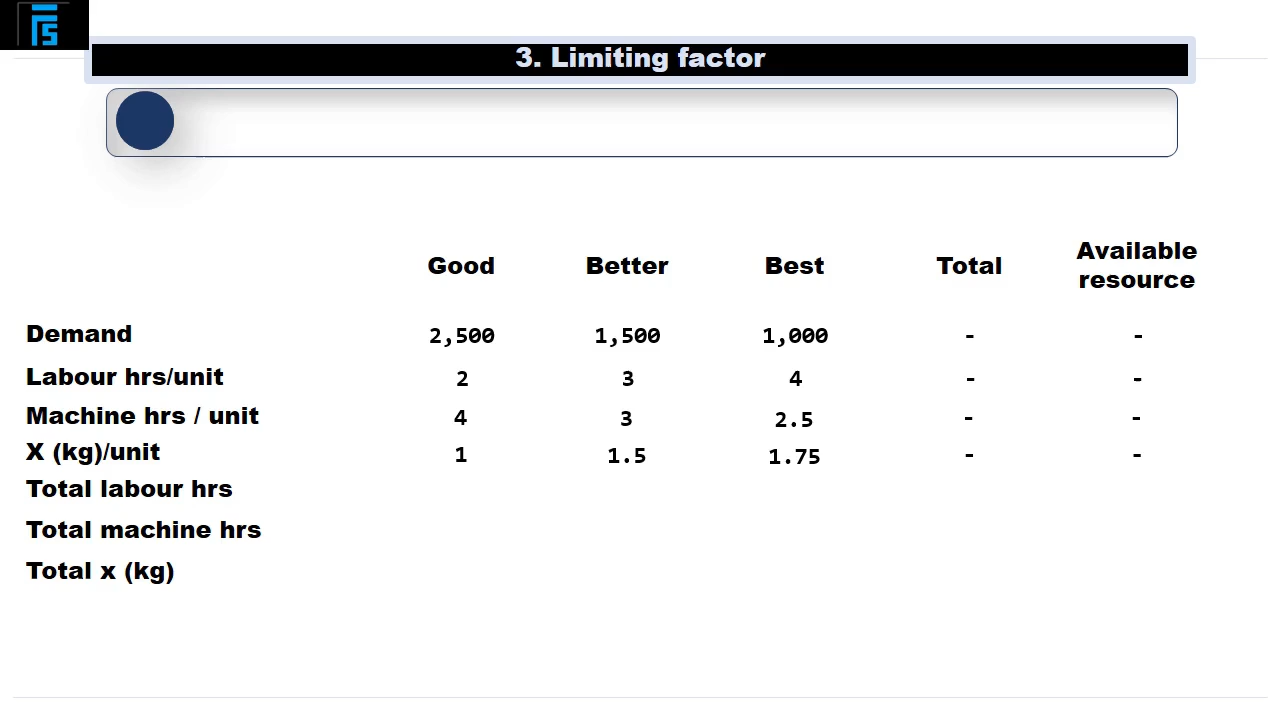 3. Limiting factor
Good Better Best Total Available resource
Demand 2,500 1,500 1,000 - -
Labour hrs/unit 2 3 4 - -
Machine hrs / unit 4 3 2.5 - -
X (kg)/unit 1 1.5 1.75 - -
Total labour hrs
Total machine hrs
Total x (kg)